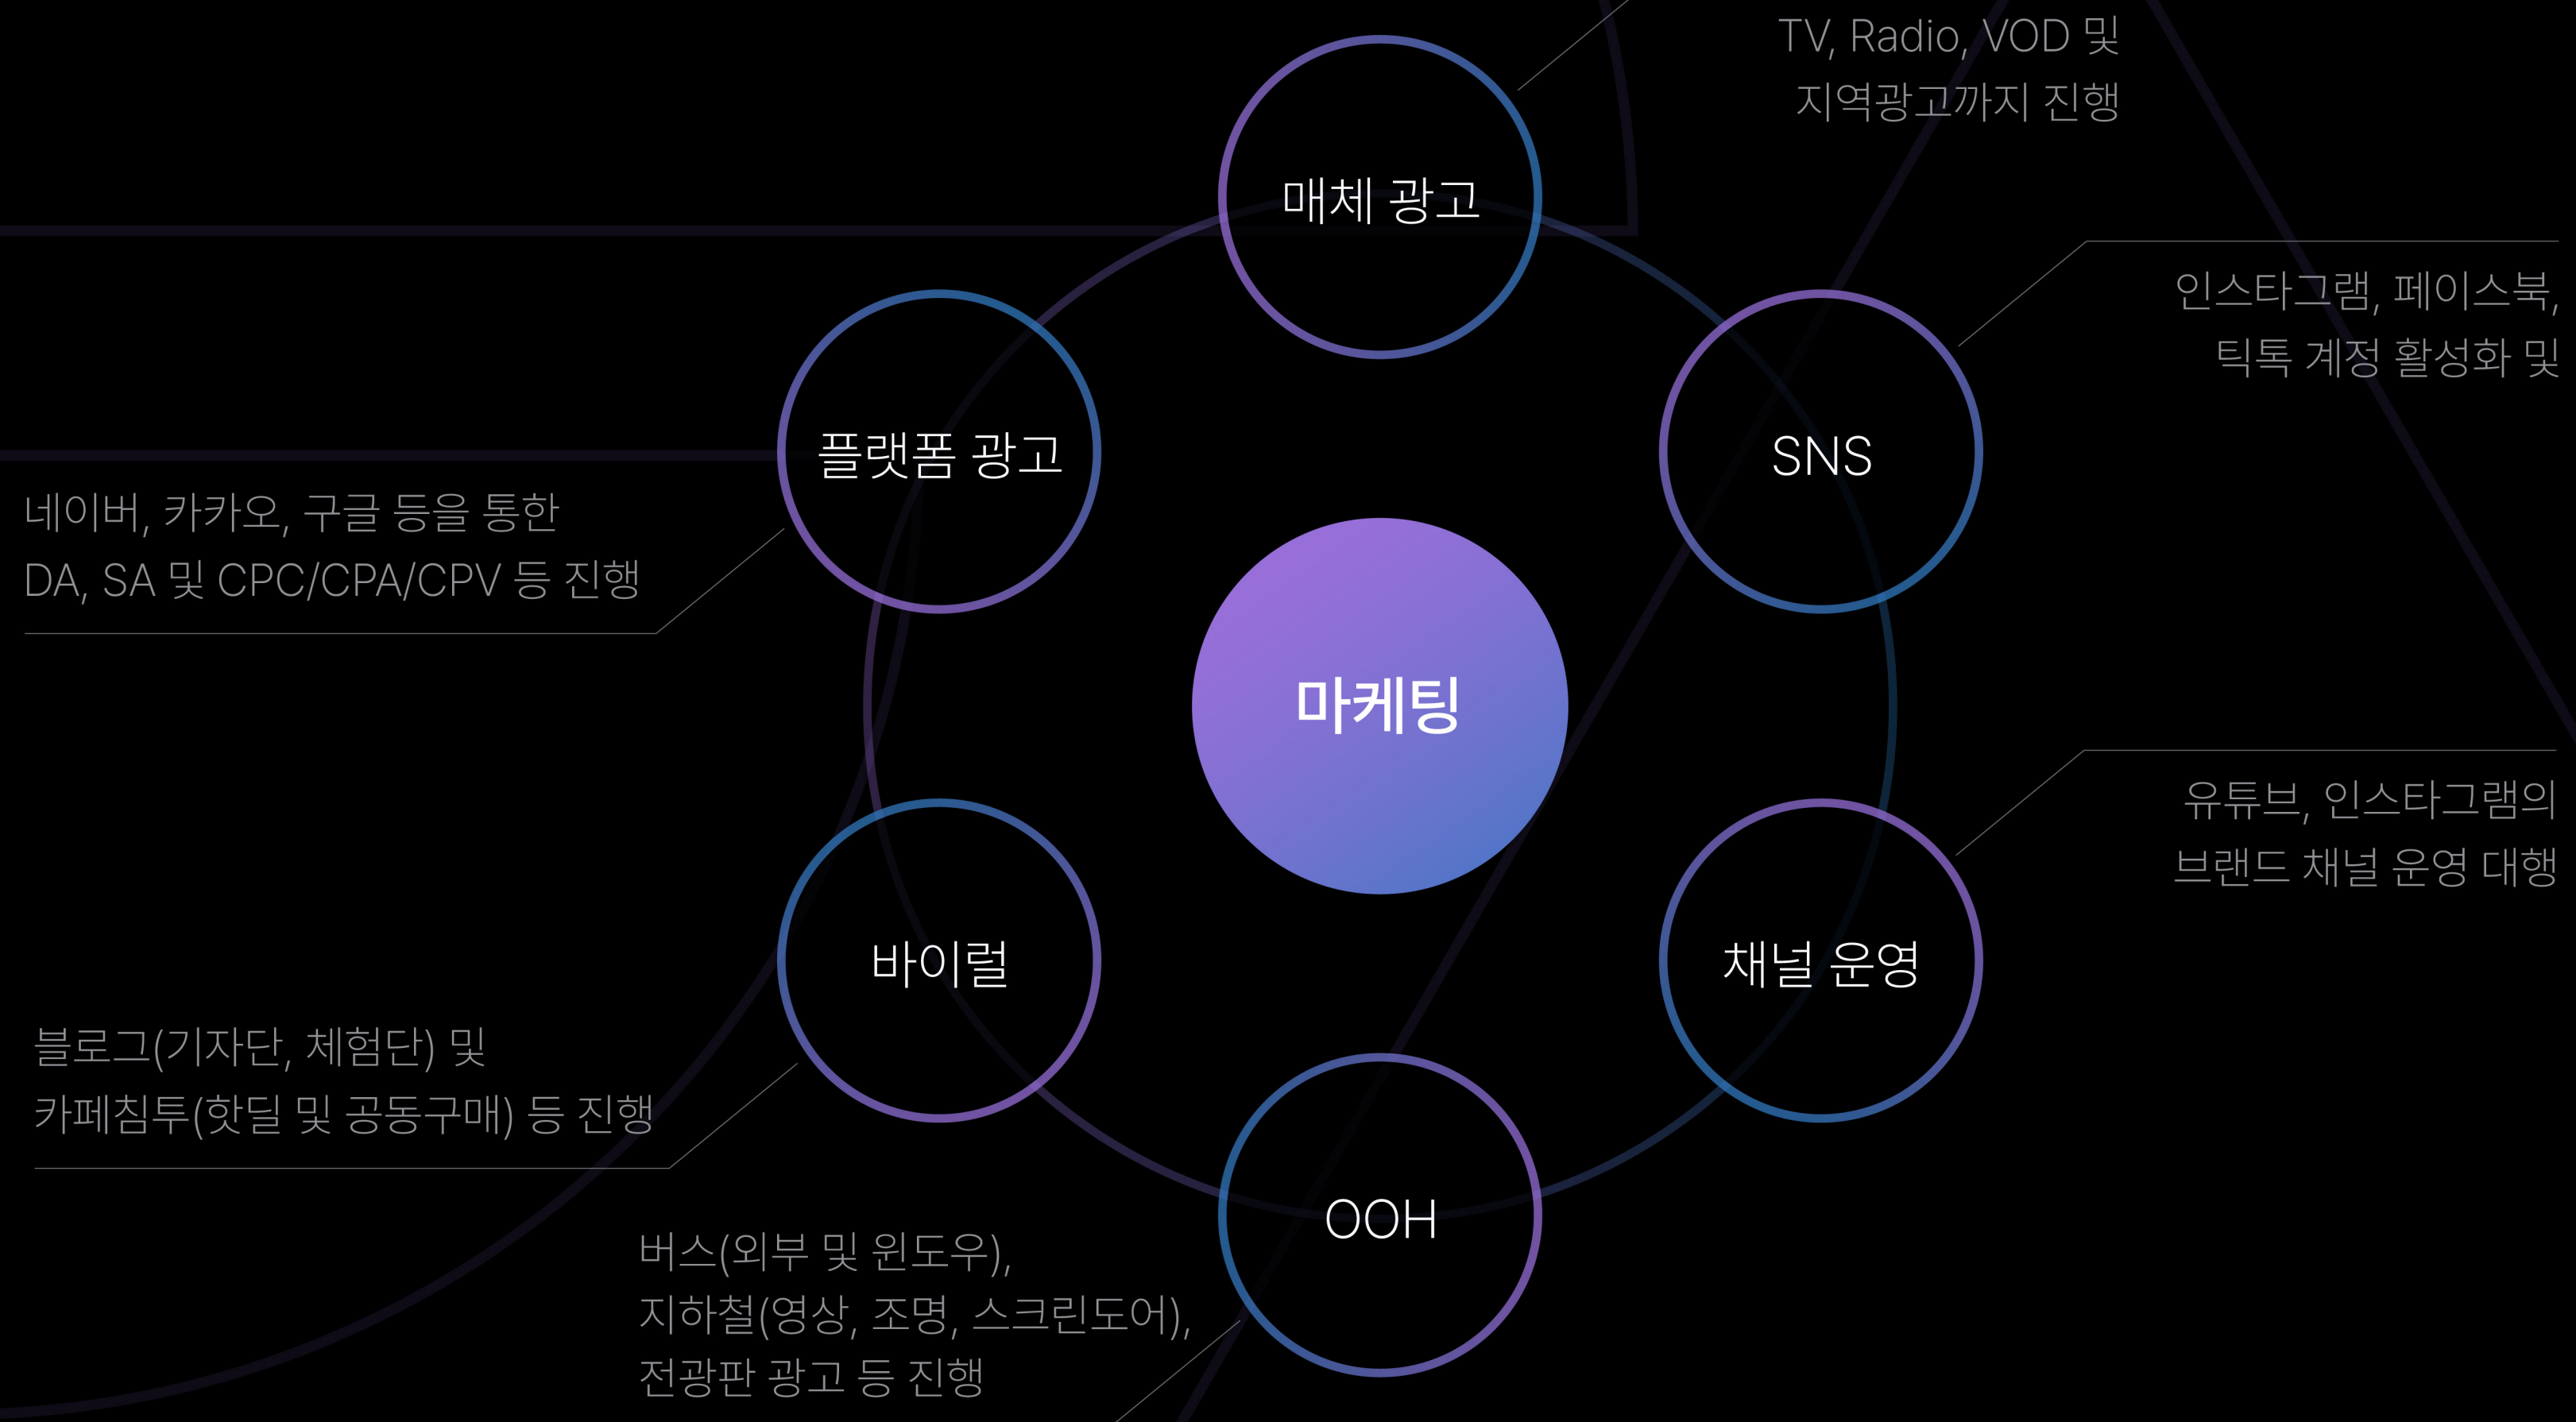 TV, Radio, VOD 및
지역광고까지 진행
매체 광고
인스타그램, 페이스북,
틱톡 계정 활성화 및
플랫폼 광고
SNS
네이버, 카카오, 구글 등을 통한
DA, SA 및 CPC/CPA/CPV 등 진행
마케팅
유튜브, 인스타그램의
브랜드 채널 운영 대행
바이럴
채널 운영
블로그(기자단, 체험단) 및
카페침투(핫딜 및 공동구매) 등 진행
OOH
버스(외부 및 윈도우),
지하철(영상, 조명, 스크린도어),
전광판 광고 등 진행